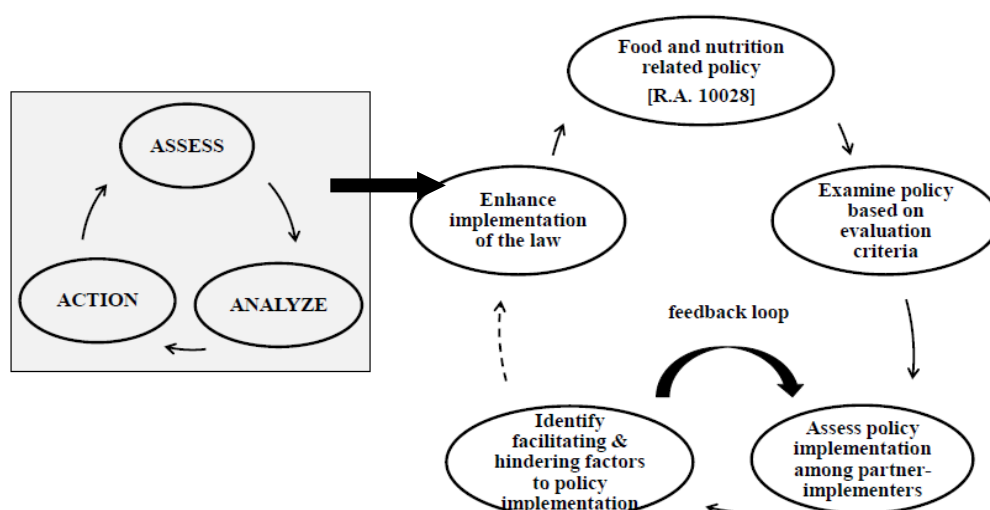 ASSESS
ANALYZE
ACTION
Food and nutrition
related policy
[R.A. 10028]
Examine policy
based on
evaluation
criteria
Assess policy
implementation
among partner-
implementers
Identify
facilitating &
hindering factors
to policy
implementation
Enhance
implementation
of the law
feedback loop